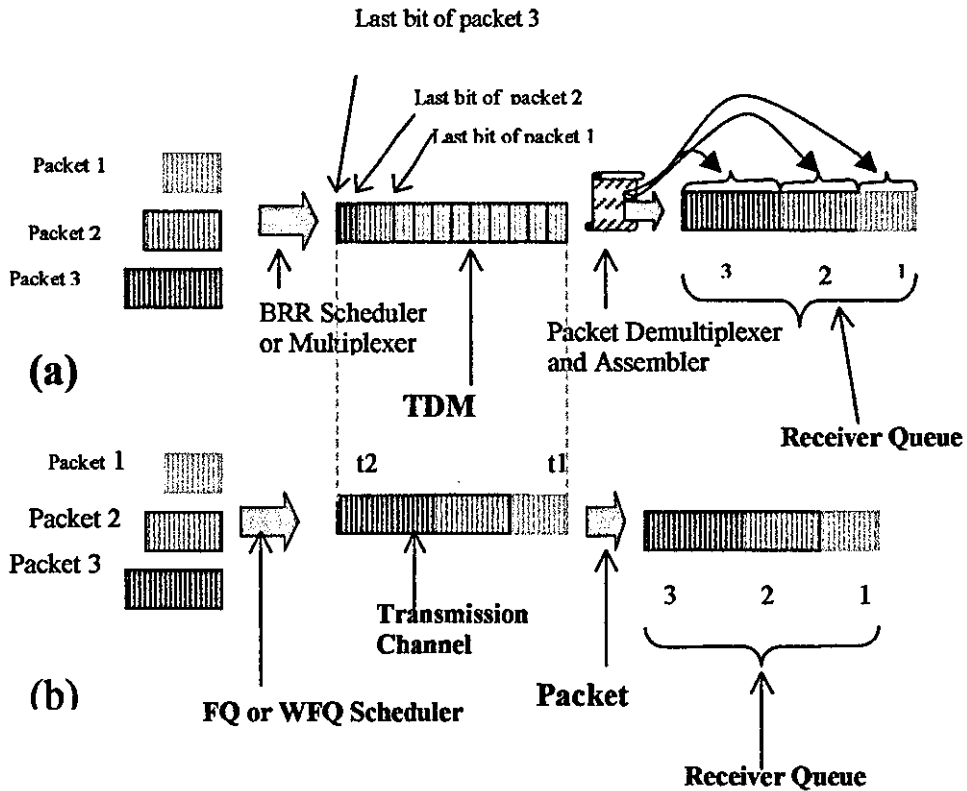 Last bit of packet 3
Last bit of packet 2
Last bit of packet 1
Packet 1
Packet 2
Packet 3
3
2
1
BRR Scheduler
or Multiplexer
Packet Demultiplexer
and Assembler
(a)
TDM
Receiver Queue
t2
t1
Packet 1
Packet 2
Packet 3
3
2
1
Transmission
Channel
(b)
FQ or WFQ Scheduler
Packet
Receiver Queue